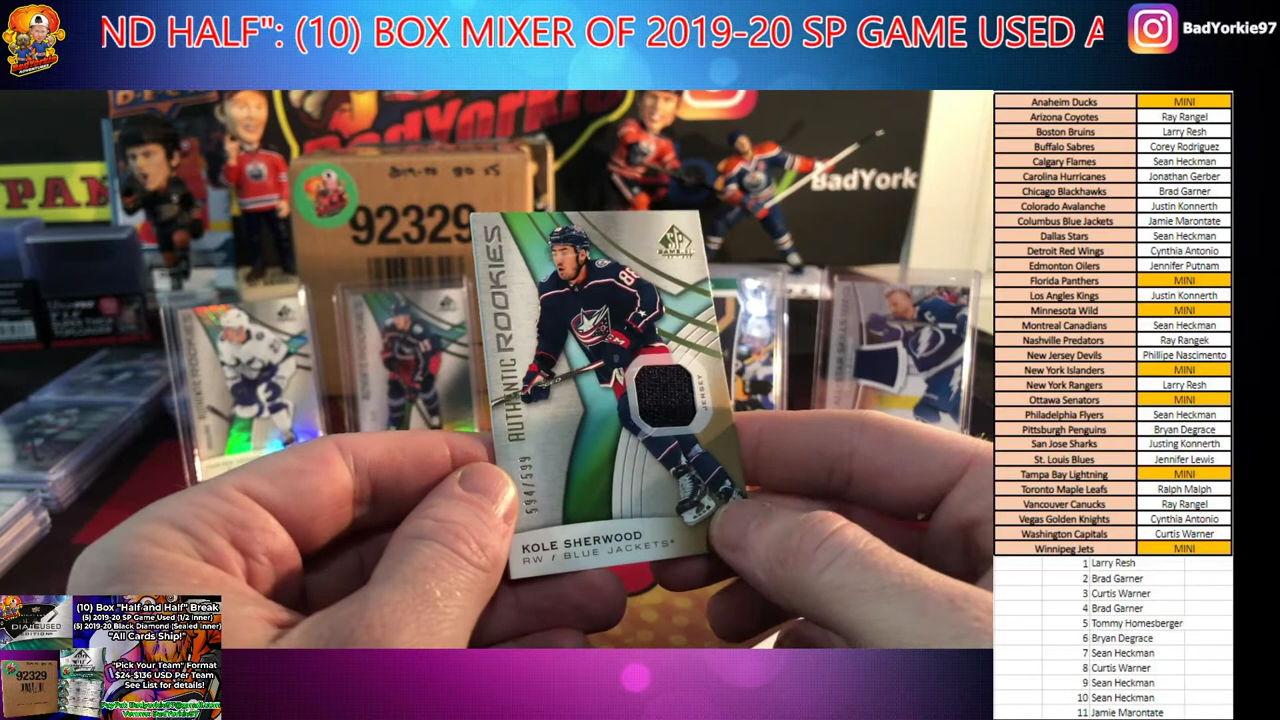 ND HALF": (10) BOX MIXER OF 2019-20 SP GAME USED A
BadYorkie97
PAN
BadYorkie
BadYork
92329
AUTHENTIC ROOKIES
SP
88
JERSEY
594/599
KOLE SHERWOOD
RW / BLUE JACKETS
Anaheim Ducks MINI
Arizona Coyotes Ray Rangel
Boston Bruins Larry Resh
Buffalo Sabres Corey Rodriguez
Calgary Flames Sean Heckman
Carolina Hurricanes Jonathan Gerber
Chicago Blackhawks Brad Garner
Colorado Avalanche Justin Konnerth
Columbus Blue Jackets Jamie Marontate
Dallas Stars Sean Heckman
Detroit Red Wings Cynthia Antonio
Edmonton Oilers Jennifer Putnam
Florida Panthers MINI
Los Angles Kings Justin Konnerth
Minnesota Wild MINI
Montreal Canadians Sean Heckman
Nashville Predators Ray Rangek
New Jersey Devils Phillipe Nascimento
New York Islanders MINI
New York Rangers Larry Resh
Ottawa Senators MINI
Philadelphia Flyers Sean Heckman
Pittsburgh Penguins Bryan Degrace
San Jose Sharks Justing Konnerth
St. Louis Blues Jennifer Lewis
Tampa Bay Lightning MINI
Toronto Maple Leafs Ralph Malph
Vancouver Canucks Ray Rangel
Vegas Golden Knights Cynthia Antonio
Washington Capitals Curtis Warner
Winnipeg Jets MINI
1 Larry Resh
2 Brad Garner
3 Curtis Warner
4 Brad Garner
5 Tommy Homesberger
6 Bryan Degrace
7 Sean Heckman
8 Curtis Warner
9 Sean Heckman
10 Sean Heckman
11 Jamie Marontate
(10) Box "Half and Half" Break
(5) 2019-20 SP Game Used (1/2 Inner)
(5) 2019-20 Black Diamond (Sealed Inner)
"All Cards Ship!"
"Pick Your Team" Format
$24-$136 USD Per Team
See List for details!
92329